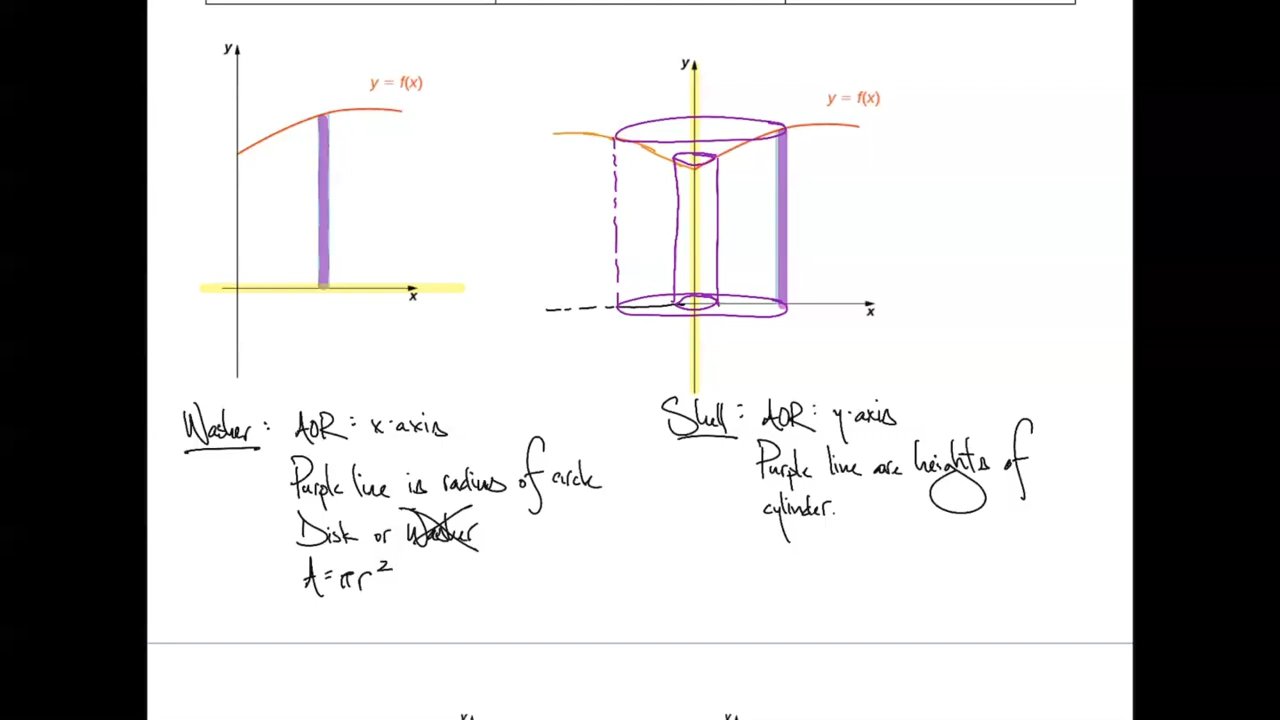 y
y = f(x)
x
y
y = f(x)
x
Washer : AOR : x-axis
Purple line is radius of circle
Disk or Washer
A = πr²
Shell : AOR : y-axis
Purple line are heights of
cylinder.
y
y